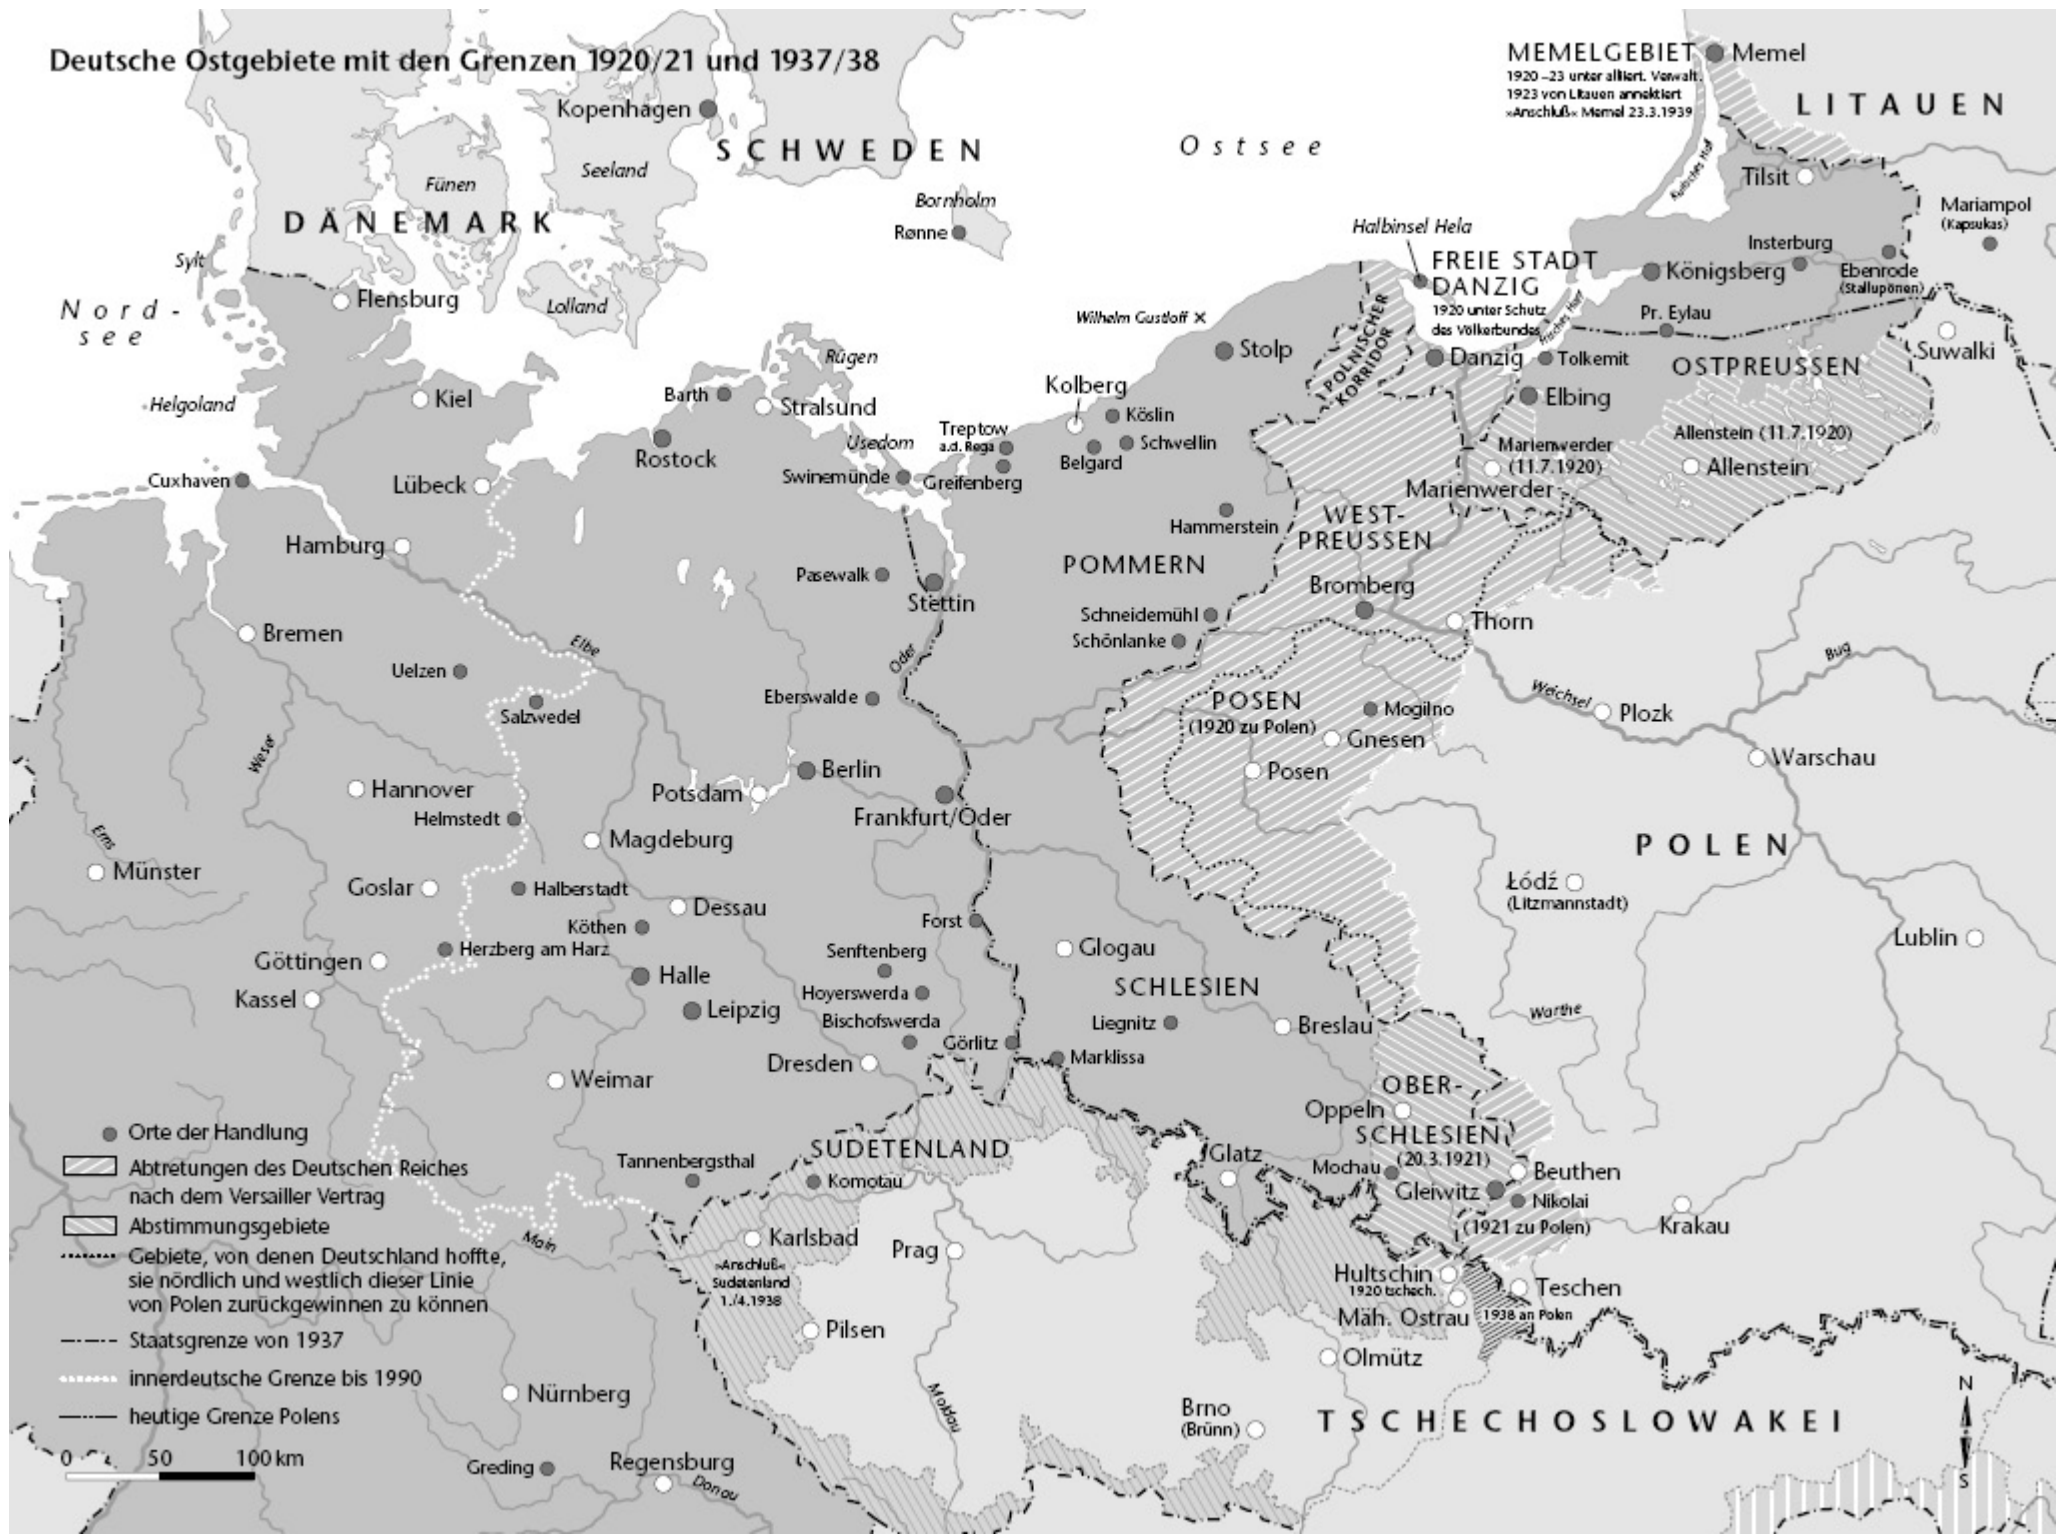 Deutsche Ostgebiete mit den Grenzen 1920/21 und 1937/38
MEMELGEBIET
1920–23 unter alliiert. Verwalt.
1923 von Litauen annektiert
»Anschluß« Memel 23.3.1939
Memel
LITAUEN
Kopenhagen
SCHWEDEN
Ostsee
Seeland
Fünen
DÄNEMARK
Bornholm
Rønne
Kurisches Haf
Tilsit
Mariampol
(Kapsukas)
Sylt
Halbinsel Hela
FREIE STADT
DANZIG
1920 unter Schutz
des Völkerbundes
Insterburg
Königsberg
Ebenrode
(Stallupönen)
Nord-
see
Flensburg
Lolland
Wilhelm Gustloff ×
POLNISCHER
KORRIDOR
Frisches Haff
Pr. Eylau
Stolp
Danzig
Tolkemit
OSTPREUSSEN
Suwalki
Rügen
Helgoland
Kiel
Barth
Stralsund
Kolberg
Köslin
Elbing
Usedom
Treptow
a.d. Rega
Schwellin
Belgard
Marienwerder
(11.7.1920)
Allenstein (11.7.1920)
Allenstein
Rostock
Cuxhaven
Lübeck
Swinemünde
Greifenberg
Marienwerder
Hammerstein
WEST-
PREUSSEN
Hamburg
POMMERN
Pasewalk
Stettin
Bromberg
Schneidemühl
Schönlanke
Thorn
Bremen
Elbe
Oder
Bug
Uelzen
Salzwedel
Eberswalde
POSEN
(1920 zu Polen)
Mogilno
Weichsel
Plozk
Gnesen
Weser
Posen
Warschau
Hannover
Berlin
Potsdam
Helmstedt
Frankfurt/Oder
Ems
Magdeburg
POLEN
Münster
Goslar
Halberstadt
Łódź
(Litzmannstadt)
Dessau
Köthen
Forst
Lublin
Göttingen
Herzberg am Harz
Senftenberg
Glogau
Halle
Kassel
Hoyerswerda
SCHLESIEN
Leipzig
Bischofswerda
Liegnitz
Breslau
Warthe
Dresden
Görlitz
Marklissa
Weimar
OBER-
SCHLESIEN
(20.3.1921)
Oppeln
SUDETENLAND
Tannenbergsthal
Komotau
Glatz
Mochau
Beuthen
Gleiwitz
Nikolai
(1921 zu Polen)
Krakau
Main
Karlsbad
»Anschluß«
Sudetenland
1./4.1938
Prag
Hultschin
1920 tschech.
Teschen
Mäh. Ostrau
1938 an Polen
Pilsen
Olmütz
Nürnberg
Moldau
Brno
(Brünn)
TSCHECHOSLOWAKEI
Greding
Regensburg
Donau
Orte der Handlung
Abtretungen des Deutschen Reiches
nach dem Versailler Vertrag
Abstimmungsgebiete
Gebiete, von denen Deutschland hoffte,
sie nördlich und westlich dieser Linie
von Polen zurückgewinnen zu können
Staatsgrenze von 1937
innerdeutsche Grenze bis 1990
heutige Grenze Polens
0 50 100 km
N
S